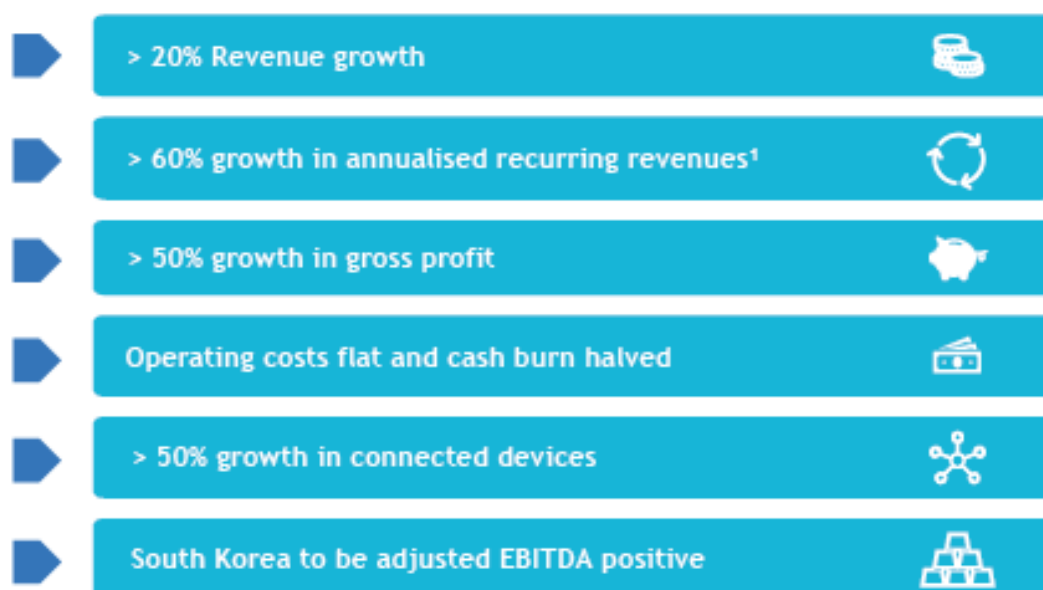 > 20% Revenue growth
> 60% growth in annualised recurring revenues¹
> 50% growth in gross profit
Operating costs flat and cash burn halved
> 50% growth in connected devices
South Korea to be adjusted EBITDA positive